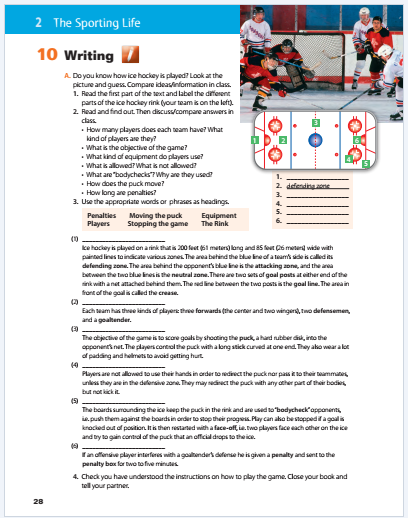 2 The Sporting Life
10 Writing
A. Do you know how ice hockey is played? Look at the
picture and guess. Compare ideas/information in class.
1. Read the first part of the text and label the different
parts of the ice hockey rink (your team is on the left).
2. Read and find out. Then discuss/compare answers in
class.
• How many players does each team have? What
kind of players are they?
• What is the objective of the game?
• What kind of equipment do players use?
• What is allowed? What is not allowed?
• What are "bodychecks"? Why are they used?
• How does the puck move?
• How long are penalties?
3. Use the appropriate words or phrases as headings.
Penalties Moving the puck Equipment
Players Stopping the game The Rink
1 2 3 4 5 6
1.
2. defending zone
3.
4.
5.
6.
(1)
Ice hockey is played on a rink that is 200 feet (61 meters) long and 85 feet (26 meters) wide with
painted lines to indicate various zones. The area behind the blue line of a team's side is called its
defending zone. The area behind the opponent's blue line is the attacking zone, and the area
between the two blue lines is the neutral zone. There are two sets of goal posts at either end of the
rink with a net attached behind them. The red line between the two posts is the goal line. The area in
front of the goal is called the crease.
(2)
Each team has three kinds of players: three forwards (the center and two wingers), two defensemen,
and a goaltender.
(3)
The objective of the game is to score goals by shooting the puck, a hard rubber disk, into the
opponent's net. The players control the puck with a long stick curved at one end. They also wear a lot
of padding and helmets to avoid getting hurt.
(4)
Players are not allowed to use their hands in order to redirect the puck nor pass it to their teammates,
unless they are in the defensive zone. They may redirect the puck with any other part of their bodies,
but not kick it.
(5)
The boards surrounding the ice keep the puck in the rink and are used to "bodycheck" opponents,
i.e. push them against the boards in order to stop their progress. Play can also be stopped if a goal is
knocked out of position. It is then restarted with a face-off, i.e. two players face each other on the ice
and try to gain control of the puck that an official drops to the ice.
(6)
If an offensive player interferes with a goaltender's defense he is given a penalty and sent to the
penalty box for two to five minutes.
4. Check you have understood the instructions on how to play the game. Close your book and
tell your partner.
28